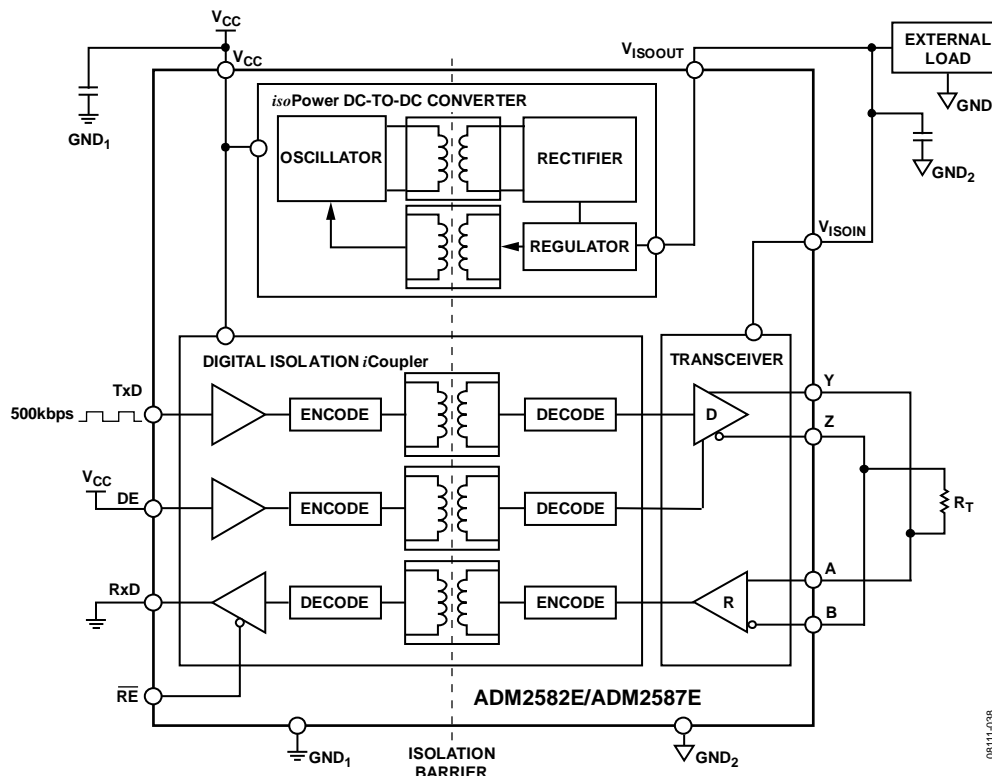 VCC
VCC
GND1
VISOOUT
EXTERNAL
LOAD
GND
GND2
isoPower DC-TO-DC CONVERTER
OSCILLATOR
RECTIFIER
REGULATOR
VISOIN
DIGITAL ISOLATION iCoupler
TRANSCEIVER
TxD
500kbps
ENCODE
DECODE
D
Y
Z
VCC
DE
ENCODE
DECODE
RT
RxD
DECODE
ENCODE
R
A
B
RE
ADM2582E/ADM2587E
GND1
ISOLATION
BARRIER
GND2
08111-038